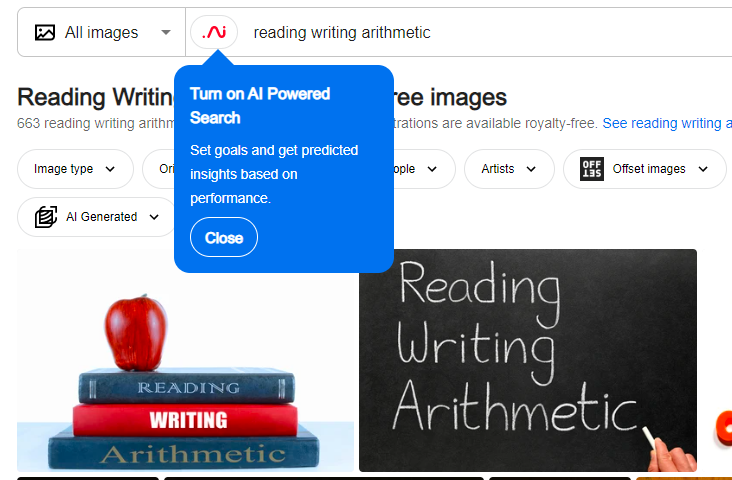 All images
.Ai
reading writing arithmetic
Reading Writin
ree images
663 reading writing arithm
trations are available royalty-free. See reading writing a
Turn on AI Powered
Search
Set goals and get predicted
insights based on
performance.
Close
Image type
Ori
ople
Artists
OFF
SET
Offset images
AI Generated
READING
WRITING
Arithmetic
Reading
Writing
Arithmetic